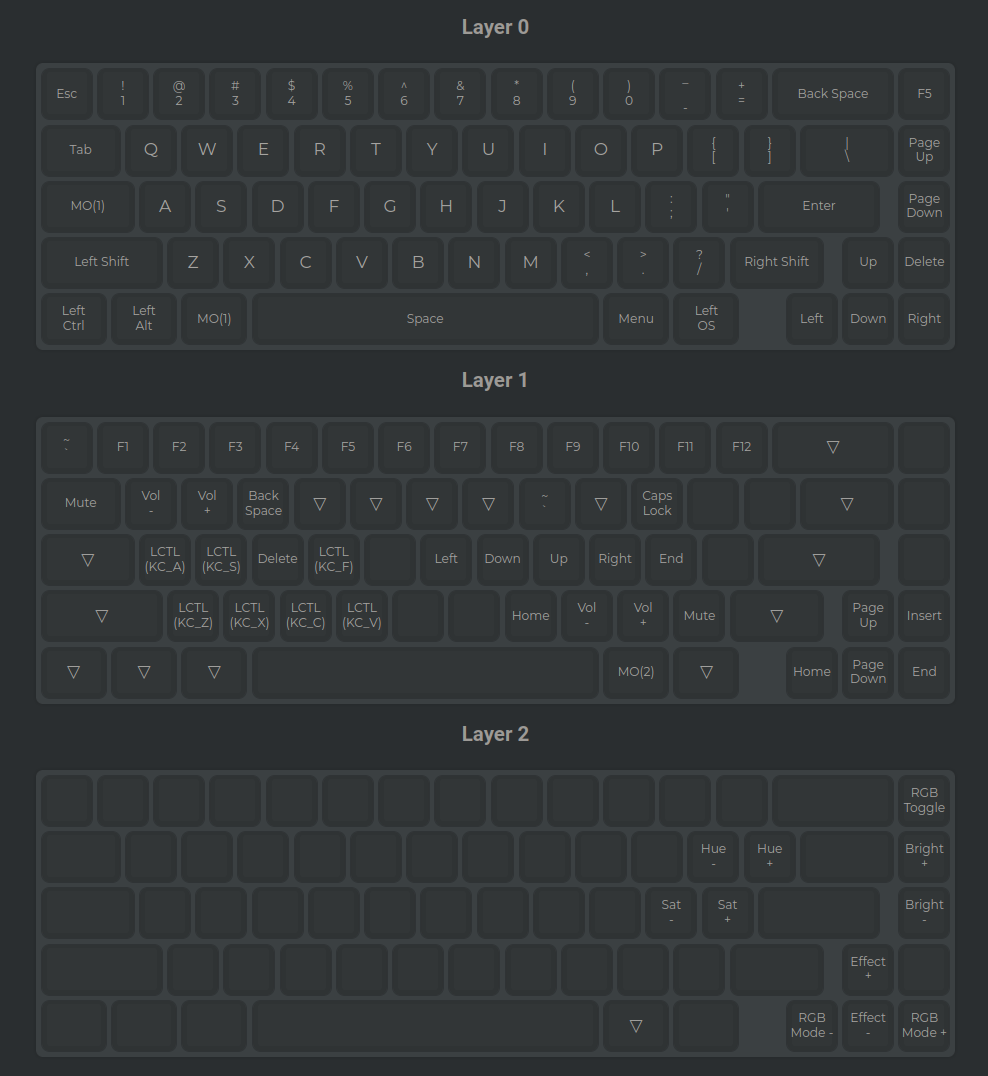 Layer 0
Esc ! 1 @ 2 # 3 $ 4 % 5 ^ 6 & 7 * 8 ( 9 ) 0 _ - + = Back Space F5
Tab Q W E R T Y U I O P { [ } ] | \ Page Up
MO(1) A S D F G H J K L : ; " ' Enter Page Down
Left Shift Z X C V B N M < , > . ? / Right Shift Up Delete
Left Ctrl Left Alt MO(1) Space Menu Left OS Left Down Right
Layer 1
~ ` F1 F2 F3 F4 F5 F6 F7 F8 F9 F10 F11 F12 ▽
Mute Vol - Vol + Back Space ▽ ▽ ▽ ▽ ~ ` ▽ Caps Lock ▽
▽ LCTL (KC_A) LCTL (KC_S) Delete LCTL (KC_F) Left Down Up Right End ▽
▽ LCTL (KC_Z) LCTL (KC_X) LCTL (KC_C) LCTL (KC_V) Home Vol - Vol + Mute ▽ Page Up Insert
▽ ▽ ▽ MO(2) ▽ Home Page Down End
Layer 2
RGB Toggle
Hue - Hue + Bright +
Sat - Sat + Bright -
Effect +
▽ RGB Mode - Effect - RGB Mode +